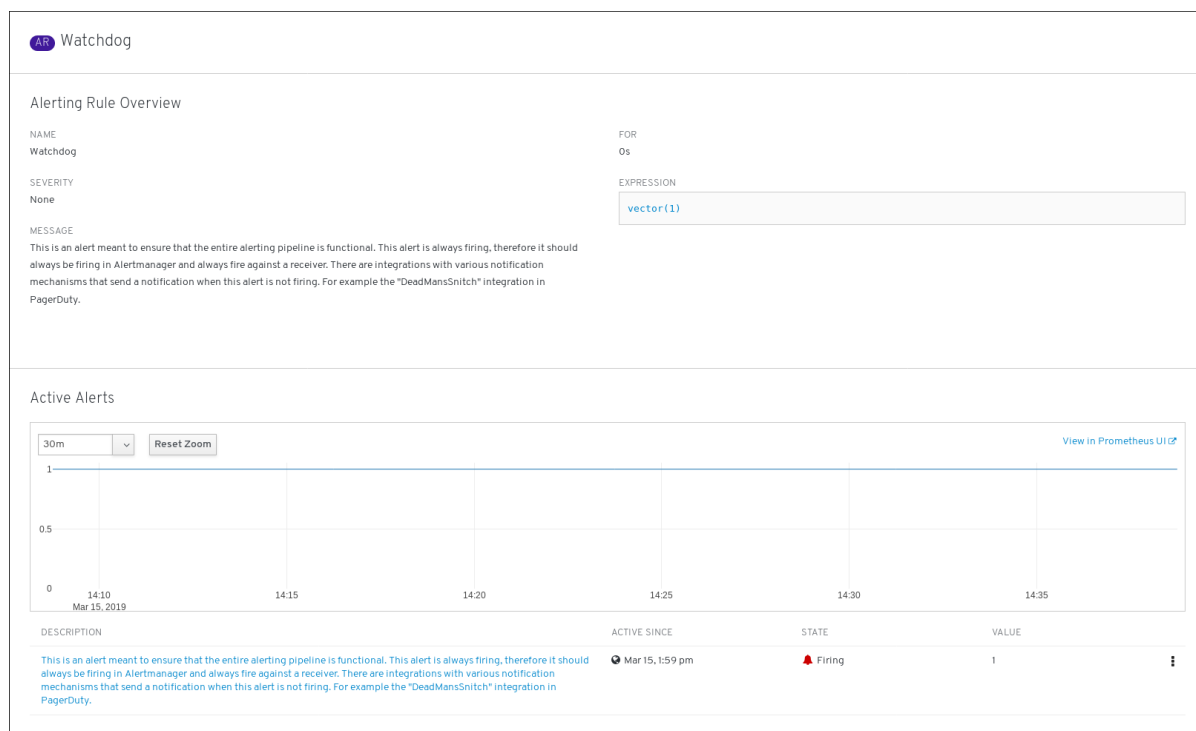 AR Watchdog
Alerting Rule Overview
NAME
Watchdog
FOR
0s
SEVERITY
None
EXPRESSION
vector(1)
MESSAGE
This is an alert meant to ensure that the entire alerting pipeline is functional. This alert is always firing, therefore it should
always be firing in Alertmanager and always fire against a receiver. There are integrations with various notification
mechanisms that send a notification when this alert is not firing. For example the "DeadMansSnitch" integration in
PagerDuty.
Active Alerts
30m
Reset Zoom
View in Prometheus UI
1
0.5
0
14:10
Mar 15, 2019
14:15
14:20
14:25
14:30
14:35
DESCRIPTION
ACTIVE SINCE
STATE
VALUE
This is an alert meant to ensure that the entire alerting pipeline is functional. This alert is always firing, therefore it should
always be firing in Alertmanager and always fire against a receiver. There are integrations with various notification
mechanisms that send a notification when this alert is not firing. For example the "DeadMansSnitch" integration in
PagerDuty.
Mar 15, 1:59 pm
Firing
1